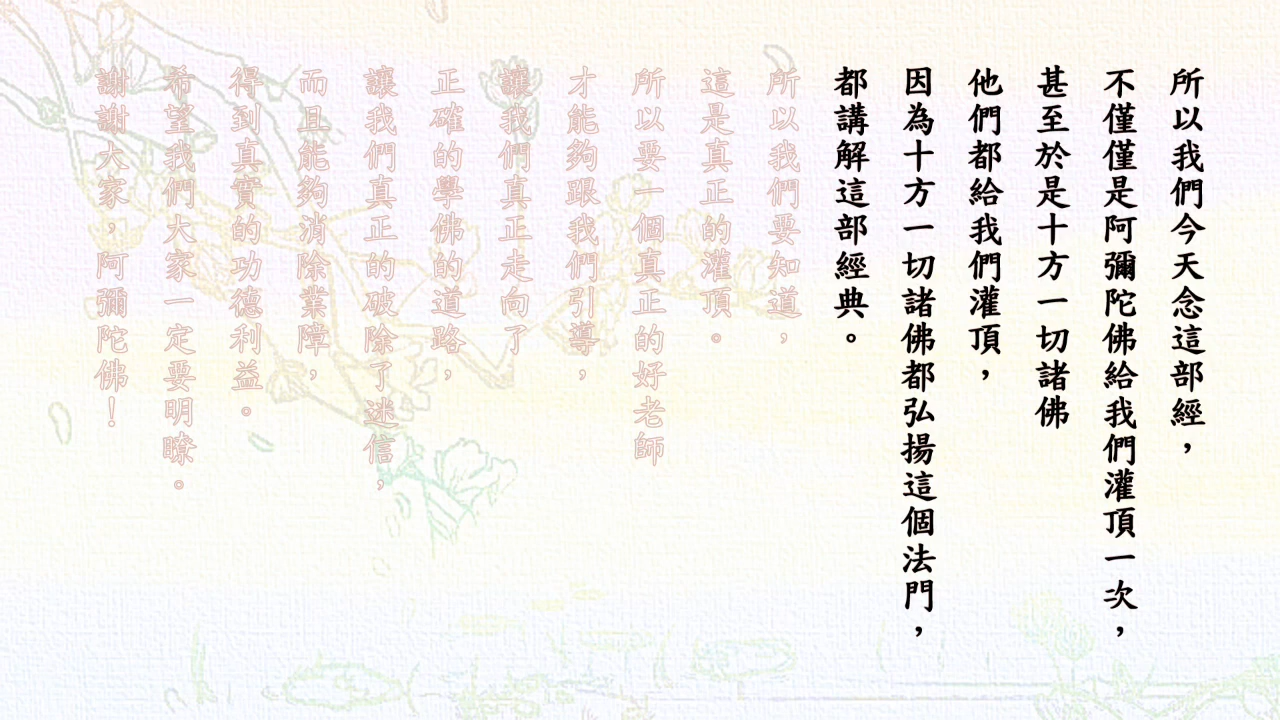 所以我們今天念這部經，
不僅僅是阿彌陀佛給我們灌頂一次，
甚至於是十方一切諸佛
他們都給我們灌頂，
因為十方一切諸佛都弘揚這個法門，
都講解這部經典。
所以我們要知道，
這是真正的灌頂。
所以要一個真正的好老師
才能夠跟我們引導，
讓我們真正走向了
正確的學佛的道路，
讓我們真正的破除了迷信，
而且能夠消除業障，
得到真實的功德利益。
希望我們大家一定要明瞭。
謝謝大家，阿彌陀佛！